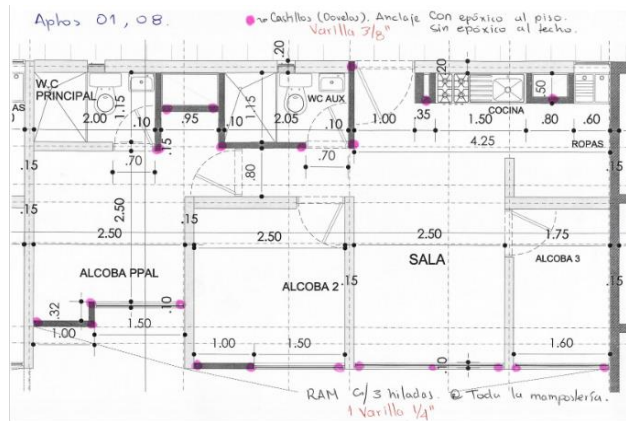 Aptos 01, 08.
Castillos (Dovelas). Anclaje Con epóxico al piso.
Sin epóxico al techo.
Varilla 3/8"
.20
.20
W.C
PRINCIPAL
1.15
1.15
WC AUX
.50
COCINA
AS
2.00
.10
.95
.10
2.05
.10
1.00
.35
1.50
.80
.60
4.25
ROPAS
.15
.15
.70
.70
.15
.80
.15
.15
2.50
.15
2.50
2.50
2.50
1.75
ALCOBA PPAL
ALCOBA 2
SALA
ALCOBA 3
.15
.15
.32
.10
1.00
1.50
1.00
1.50
1.60
.10
RAM C/3 hiladas. @ Toda la mampostería.
1 Varilla 1/4"